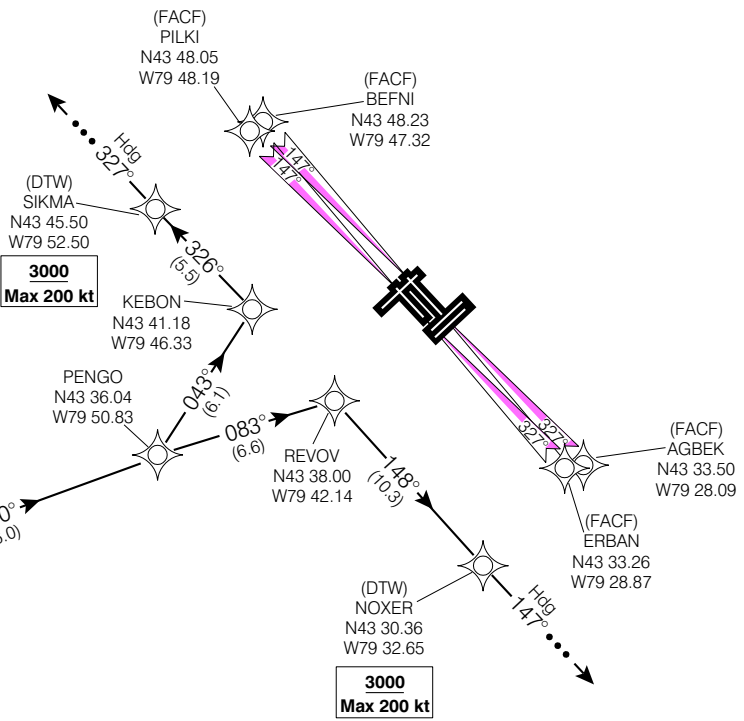 (FACF)
PILKI
N43 48.05
W79 48.19
(FACF)
BEFNI
N43 48.23
W79 47.32
147°
147°
Hdg
327°
(DTW)
SIKMA
N43 45.50
W79 52.50
3000
Max 200 kt
326°
(5.5)
KEBON
N43 41.18
W79 46.33
PENGO
N43 36.04
W79 50.83
043°
(6.1)
083°
(6.6)
REVOV
N43 38.00
W79 42.14
148°
(10.3)
327°
327°
(FACF)
AGBEK
N43 33.50
W79 28.09
(FACF)
ERBAN
N43 33.26
W79 28.87
(DTW)
NOXER
N43 30.36
W79 32.65
3000
Max 200 kt
Hdg
147°